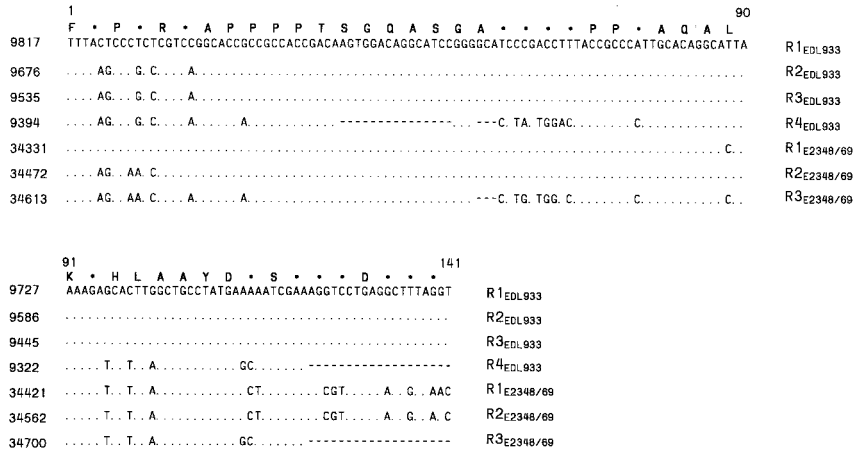 1 90
F • P • R • A P P P P T S G Q A S G A • • • • P P • A Q A L
9817 TTTACTCCCTCTCGTCCGGCACCGCCGCCACCGACAAGTGGACAGGCATCCGGGGCATCCCGACCTTTACCGCCCATTGCACAGGCATTA R1EDL933
9676 ....AG...G.C....A......................................................................... R2EDL933
9535 ....AG...G.C....A......................................................................... R3EDL933
9394 ....AG...G.C....A......A............---------------...---C.TA.TGGAC........C.............. R4EDL933
34331 .......................................................................................C.. R1E2348/69
34472 ....AG..AA.C.............................................................................. R2E2348/69
34613 ....AG..AA.C....A......A..............................---C.TG.TGG.C........C...........C.. R3E2348/69
91 141
K • H L A A Y D • S • • • D • • •
9727 AAAGAGCACTTGGCTGCCTATGAAAAATCGAAAGGTCCTGAGGCTTTAGGT R1EDL933
9586 ................................................... R2EDL933
9445 ................................................... R3EDL933
9322 .....T..T..A...........GC.......------------------- R4EDL933
34421 .....T..T..A............CT........CGT.....A..G..AAC R1E2348/69
34562 .....T..T..A............CT........CGT.....A..G..A.C R2E2348/69
34700 .....T..T..A...........GC.......------------------- R3E2348/69